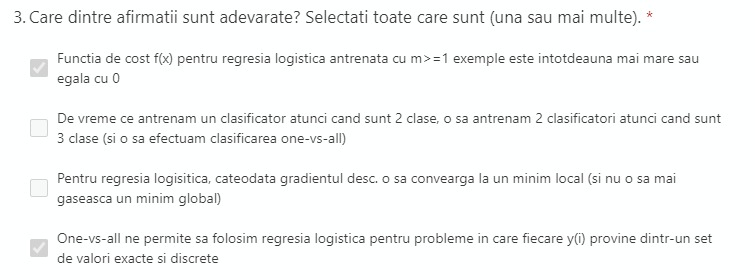 3. Care dintre afirmatii sunt adevarate? Selectati toate care sunt (una sau mai multe). *
Functia de cost f(x) pentru regresia logistica antrenata cu m>=1 exemple este intotdeauna mai mare sau
egala cu 0
De vreme ce antrenam un clasificator atunci cand sunt 2 clase, o sa antrenam 2 clasificatori atunci cand sunt
3 clase (si o sa efectuam clasificarea one-vs-all)
Pentru regresia logisitica, cateodata gradientul desc. o sa convearga la un minim local (si nu o sa mai
gaseasca un minim global)
One-vs-all ne permite sa folosim regresia logistica pentru probleme in care fiecare y(i) provine dintr-un set
de valori exacte si discrete